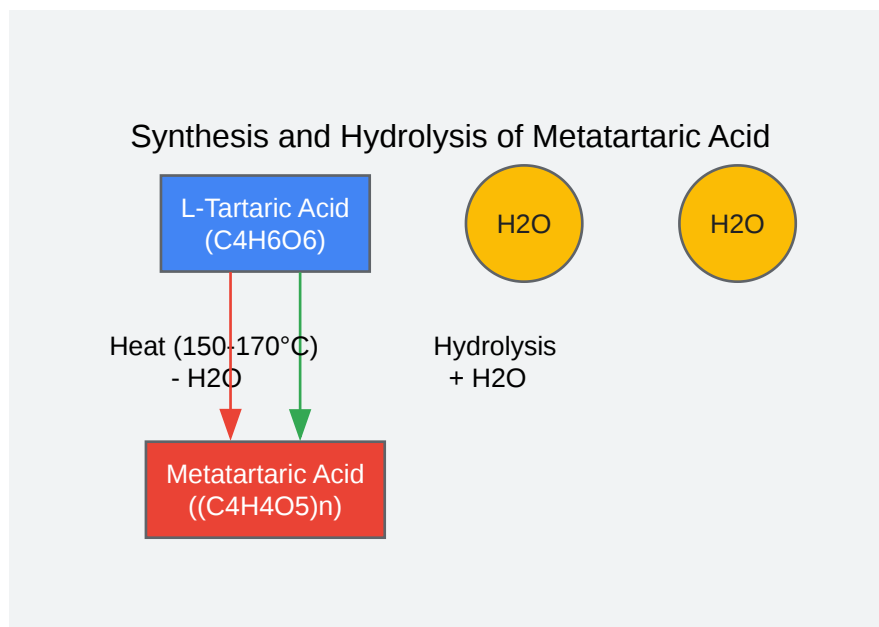 Synthesis and Hydrolysis of Metatartaric Acid
L-Tartaric Acid
(C4H6O6)
H2O
H2O
Heat (150-170°C)
- H2O
Hydrolysis
+ H2O
Metatartaric Acid
((C4H4O5)n)